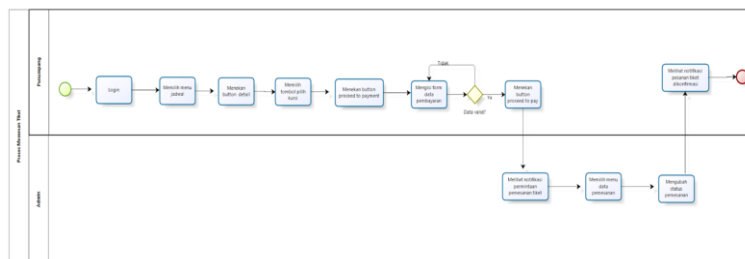 Proses Memesan Tiket
Penumpang
Login
Memilih menu
jadwal
Menekan
button detail
Memilih
tombol pilih
kursi
Menekan button
proceed to payment
Mengisi form
data
pembayaran
Tidak
Data valid?
Ya
Menekan
button
proceed to pay
Melihat notifikasi
pesanan tiket
dikonfirmasi
Admin
Melihat notifikasi
permintaan
pemesanan tiket
Memilih menu
data
pemesanan
Mengubah
status
pemesanan